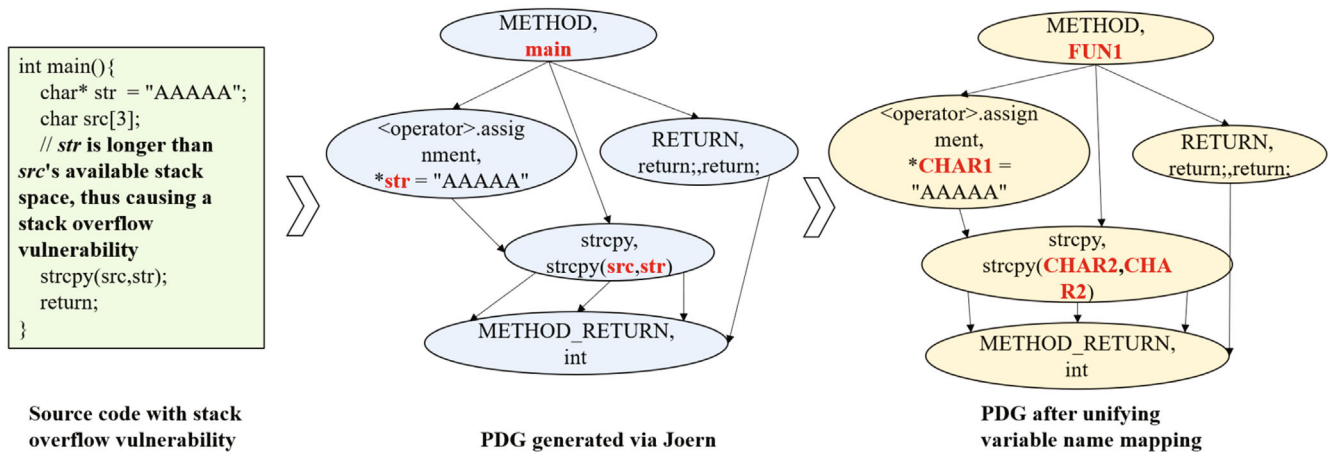 int main(){
char* str = "AAAAA";
char src[3];
// str is longer than
src's available stack
space, thus causing a
stack overflow
vulnerability
strcpy(src,str);
return;
}
Source code with stack
overflow vulnerability
METHOD,
main
<operator>.assig
nment,
*str = "AAAAA"
RETURN,
return;,return;
strcpy,
strcpy(src,str)
METHOD_RETURN,
int
PDG generated via Joern
METHOD,
FUN1
<operator>.assign
ment,
*CHAR1 =
"AAAAA"
RETURN,
return;,return;
strcpy,
strcpy(CHAR2,CHA
R2)
METHOD_RETURN,
int
PDG after unifying
variable name mapping